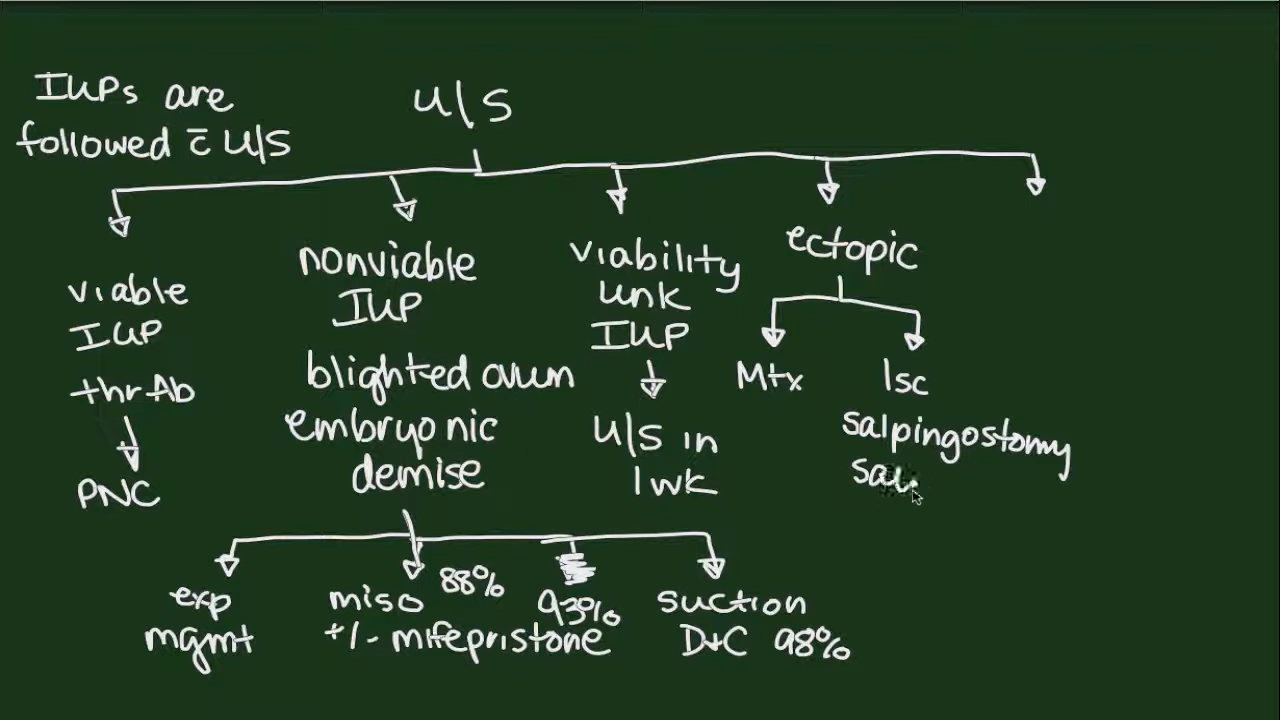 IUPs are
followed c̄ U/S
U/S
viable
IUP
thrAb
PNC
nonviable
IUP
blighted ovum
embryonic
demise
exp
mgmt
miso 88% 93%
+/- mifepristone
suction
D+C 98%
viability
unk
IUP
U/S in
1wk
ectopic
Mtx
lsc
salpingostomy
sal